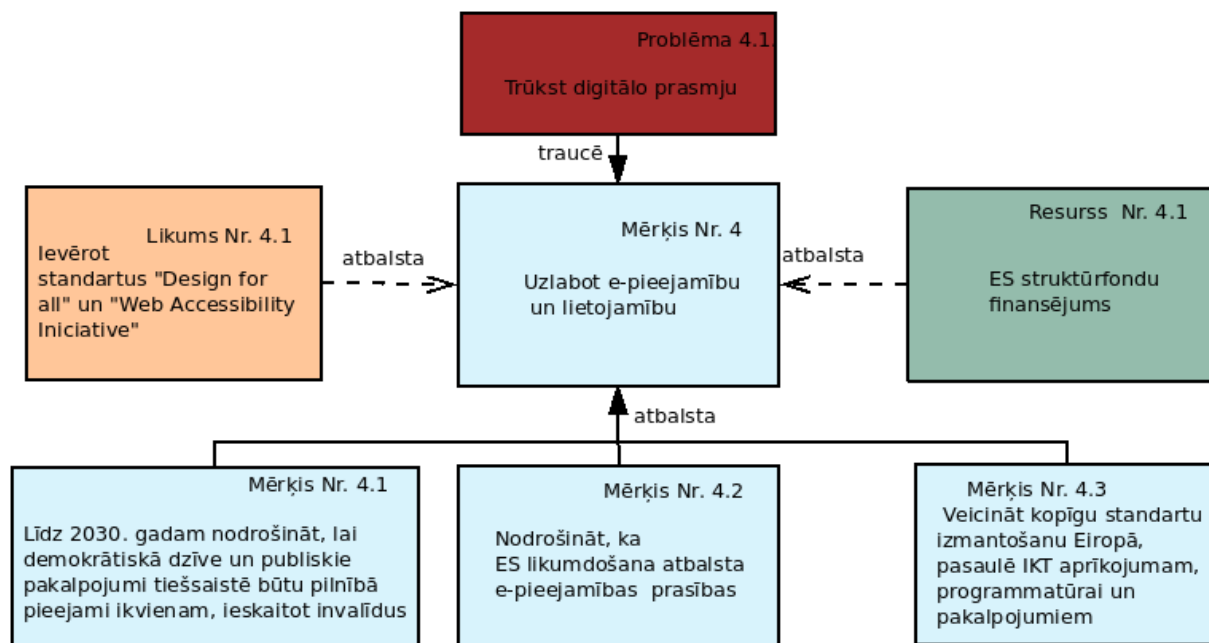 Problēma 4.1.
Trūkst digitālo prasmju
traucē
Likums Nr. 4.1
Ievērot
standartus "Design for
all" un "Web Accessibility
Iniciative"
atbalsta
Mērķis Nr. 4
Uzlabot e-pieejamību
un lietojamību
atbalsta
Resurss Nr. 4.1
ES struktūrfondu
finansējums
atbalsta
Mērķis Nr. 4.1
Līdz 2030. gadam nodrošināt, lai
demokrātiskā dzīve un publiskie
pakalpojumi tiešsaistē būtu pilnībā
pieejami ikvienam, ieskaitot invalīdus
Mērķis Nr. 4.2
Nodrošināt, ka
ES likumdošana atbalsta
e-pieejamības prasības
Mērķis Nr. 4.3
Veicināt kopīgu standartu
izmantošanu Eiropā,
pasaulē IKT aprīkojumam,
programmatūrai un
pakalpojumiem